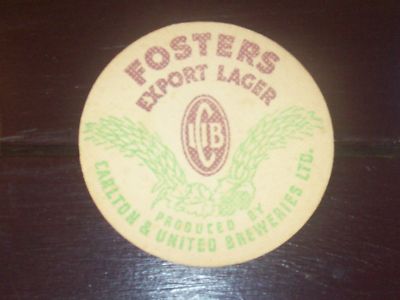 FOSTERS
EXPORT LAGER
CUB
PRODUCED BY
CARLTON & UNITED BREWERIES LTD.